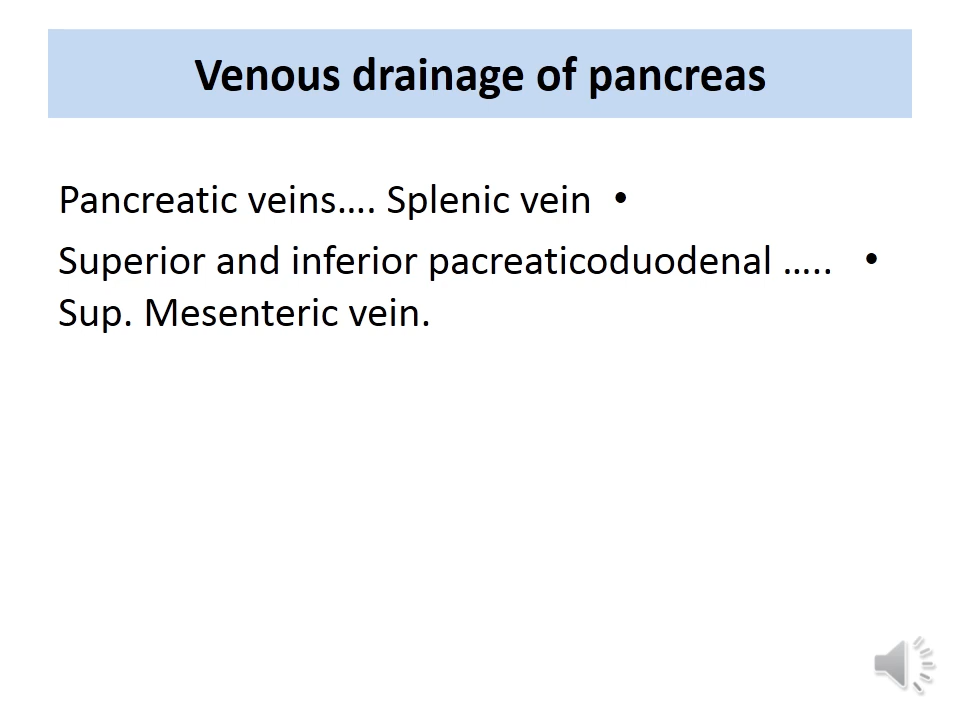 Venous drainage of pancreas
Pancreatic veins…. Splenic vein •
Superior and inferior pacreaticoduodenal ….. •
Sup. Mesenteric vein.